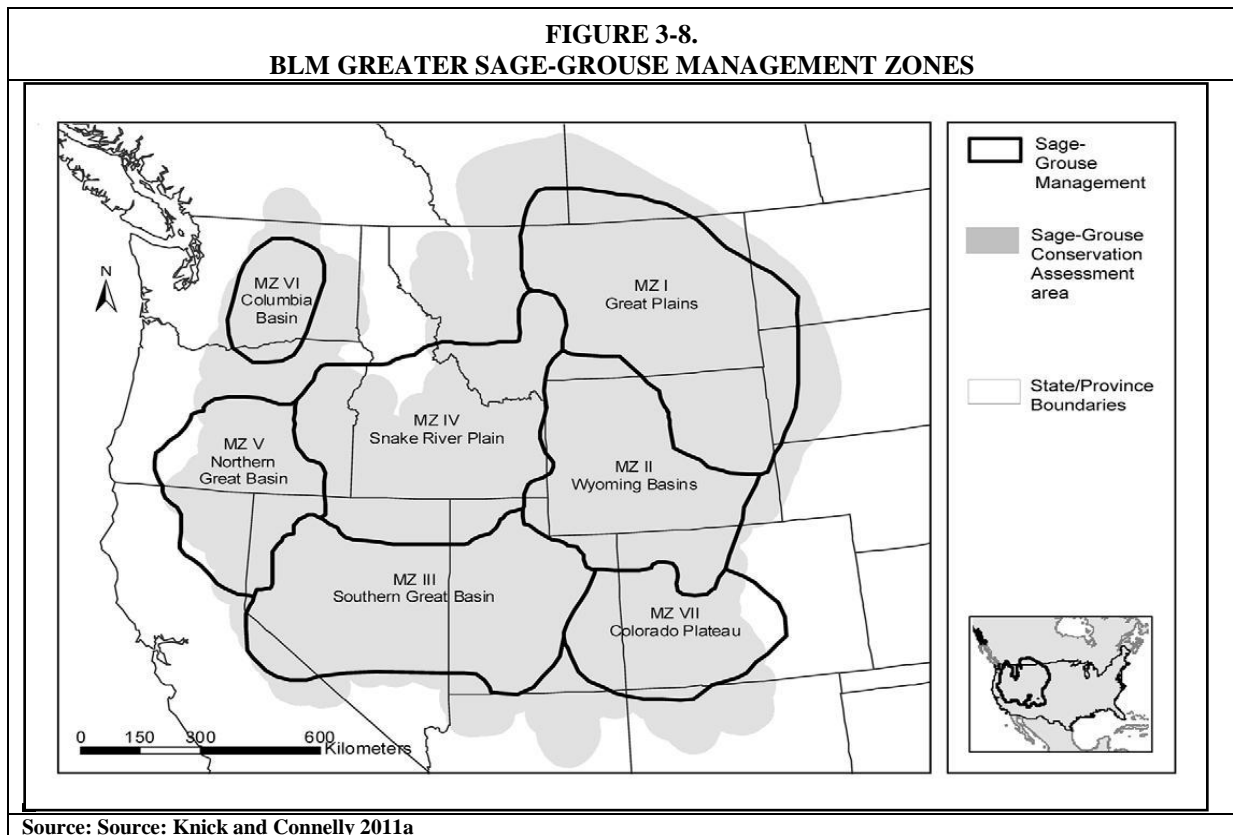 FIGURE 3-8.
BLM GREATER SAGE-GROUSE MANAGEMENT ZONES
MZ VI
Columbia
Basin
MZ I
Great Plains
MZ IV
Snake River Plain
MZ V
Northern
Great Basin
MZ II
Wyoming Basins
MZ III
Southern Great Basin
MZ VII
Colorado Plateau
N
0 150 300 600
Kilometers
Sage-
Grouse
Management
Sage-Grouse
Conservation
Assessment
area
State/Province
Boundaries
Source: Source: Knick and Connelly 2011a